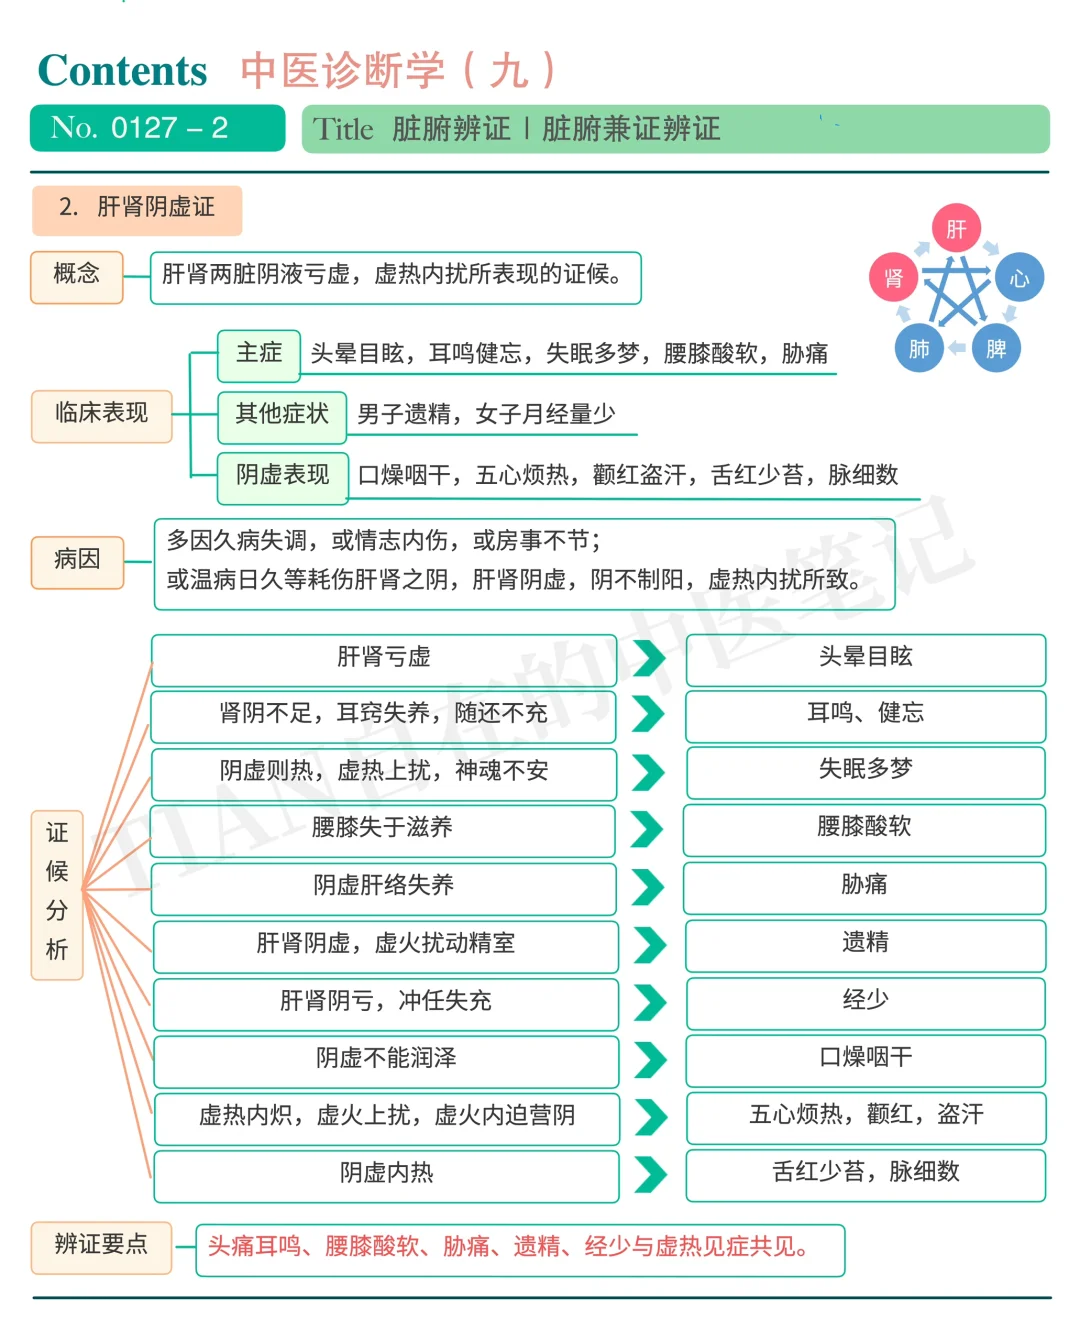 Contents 中医诊断学（九）
No. 0127 – 2
Title 脏腑辨证 | 脏腑兼证辨证
2. 肝肾阴虚证
概念
肝肾两脏阴液亏虚，虚热内扰所表现的证候。
肝
肾
心
肺
脾
临床表现
主症
头晕目眩，耳鸣健忘，失眠多梦，腰膝酸软，胁痛
其他症状
男子遗精，女子月经量少
阴虚表现
口燥咽干，五心烦热，颧红盗汗，舌红少苔，脉细数
病因
多因久病失调，或情志内伤，或房事不节；
或温病日久等耗伤肝肾之阴，肝肾阴虚，阴不制阳，虚热内扰所致。
证候分析
肝肾亏虚
头晕目眩
肾阴不足，耳窍失养，随还不充
耳鸣、健忘
阴虚则热，虚热上扰，神魂不安
失眠多梦
腰膝失于滋养
腰膝酸软
阴虚肝络失养
胁痛
肝肾阴虚，虚火扰动精室
遗精
肝肾阴亏，冲任失充
经少
阴虚不能润泽
口燥咽干
虚热内炽，虚火上扰，虚火内迫营阴
五心烦热，颧红，盗汗
阴虚内热
舌红少苔，脉细数
辨证要点
头痛耳鸣、腰膝酸软、胁痛、遗精、经少与虚热见症共见。
TIAN自在的中医笔记